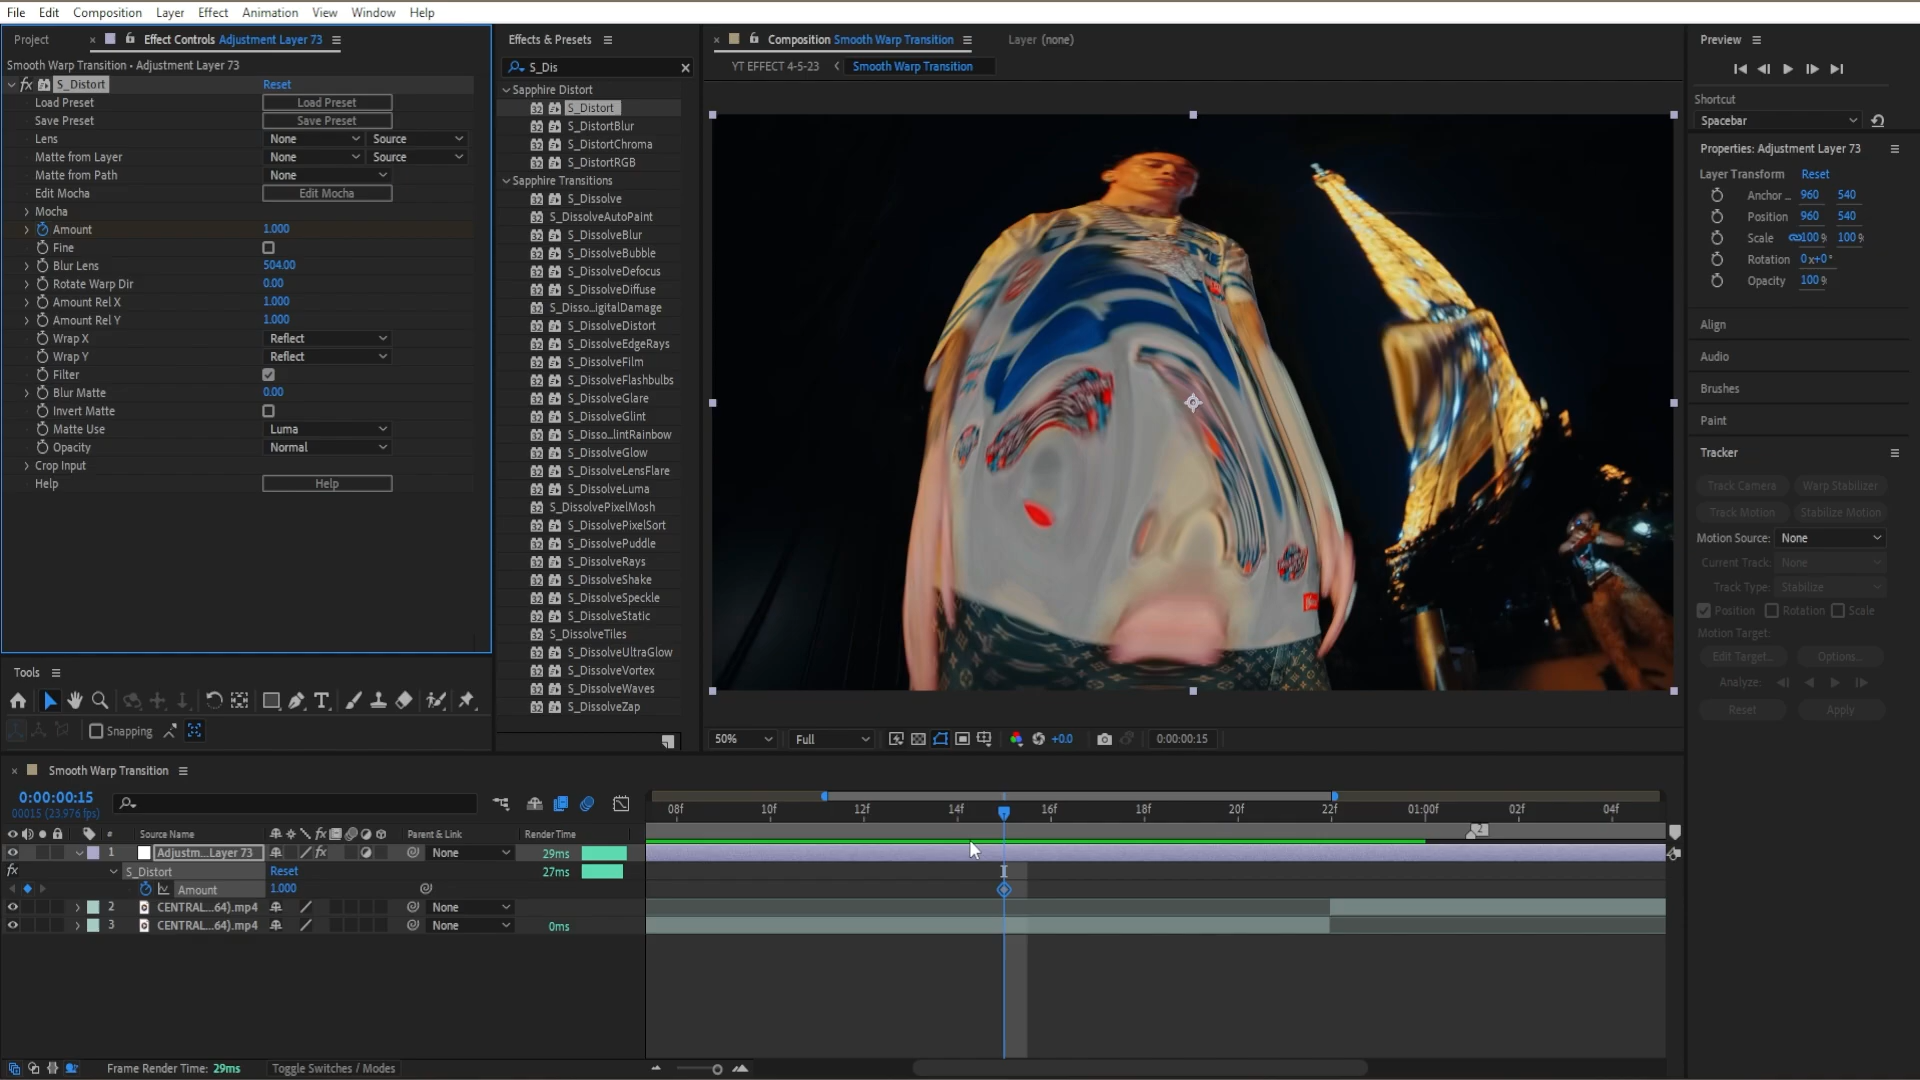 File Edit Composition Layer Effect Animation View Window Help
Project × Effect Controls Adjustment Layer 73
Smooth Warp Transition • Adjustment Layer 73
fx S_Distort Reset
Load Preset Load Preset
Save Preset Save Preset
Lens None Source
Matte from Layer None Source
Matte from Path None
Edit Mocha Edit Mocha
Mocha
Amount 1.000
Fine
Blur Lens 504.00
Rotate Warp Dir 0.00
Amount Rel X 1.000
Amount Rel Y 1.000
Wrap X Reflect
Wrap Y Reflect
Filter
Blur Matte 0.00
Invert Matte
Matte Use Luma
Opacity Normal
Crop Input
Help Help
Tools
Snapping
Effects & Presets
S_Dis
Sapphire Distort
S_Distort
S_DistortBlur
S_DistortChroma
S_DistortRGB
Sapphire Transitions
S_Dissolve
S_DissolveAutoPaint
S_DissolveBlur
S_DissolveBubble
S_DissolveDefocus
S_DissolveDiffuse
S_Disso...igitalDamage
S_DissolveDistort
S_DissolveEdgeRays
S_DissolveFilm
S_DissolveFlashbulbs
S_DissolveGlare
S_DissolveGlint
S_Disso...lintRainbow
S_DissolveGlow
S_DissolveLensFlare
S_DissolveLuma
S_DissolvePixelMosh
S_DissolvePixelSort
S_DissolvePuddle
S_DissolveRays
S_DissolveShake
S_DissolveSpeckle
S_DissolveStatic
S_DissolveTiles
S_DissolveUltraGlow
S_DissolveVortex
S_DissolveWaves
S_DissolveZap
× Composition Smooth Warp Transition Layer (none)
YT EFFECT 4-5-23 Smooth Warp Transition
50% Full +0.0 0:00:00:15
Preview
Shortcut
Spacebar
Properties: Adjustment Layer 73
Layer Transform Reset
Anchor ... 960 540
Position 960 540
Scale 100 % 100 %
Rotation 0x+0°
Opacity 100 %
Align
Audio
Brushes
Paint
Tracker
Track Camera Warp Stabilizer
Track Motion Stabilize Motion
Motion Source: None
Current Track: None
Track Type: Stabilize
Position Rotation Scale
Motion Target:
Edit Target... Options...
Analyze:
Reset Apply
× Smooth Warp Transition
0:00:00:15
00015 (23.976 fps)
08f 10f 12f 14f 16f 18f 20f 22f 01:00f 02f 04f
# Source Name fx Parent & Link Render Time
2
1 Adjustm...Layer 73 fx None 29ms
fx S_Distort Reset 27ms
Amount 1.000
2 CENTRAL...64).mp4 None
3 CENTRAL...64).mp4 None 0ms
Frame Render Time: 29ms Toggle Switches / Modes